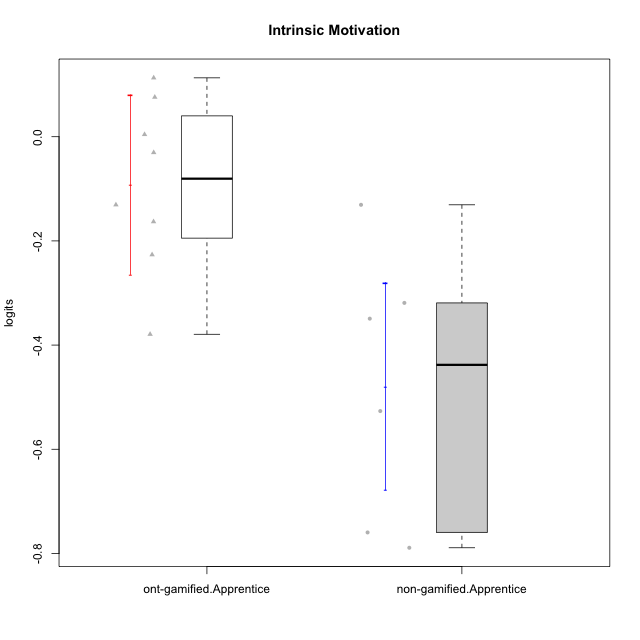 Intrinsic Motivation
logits
0.0
-0.2
-0.4
-0.6
-0.8
ont-gamified.Apprentice
non-gamified.Apprentice